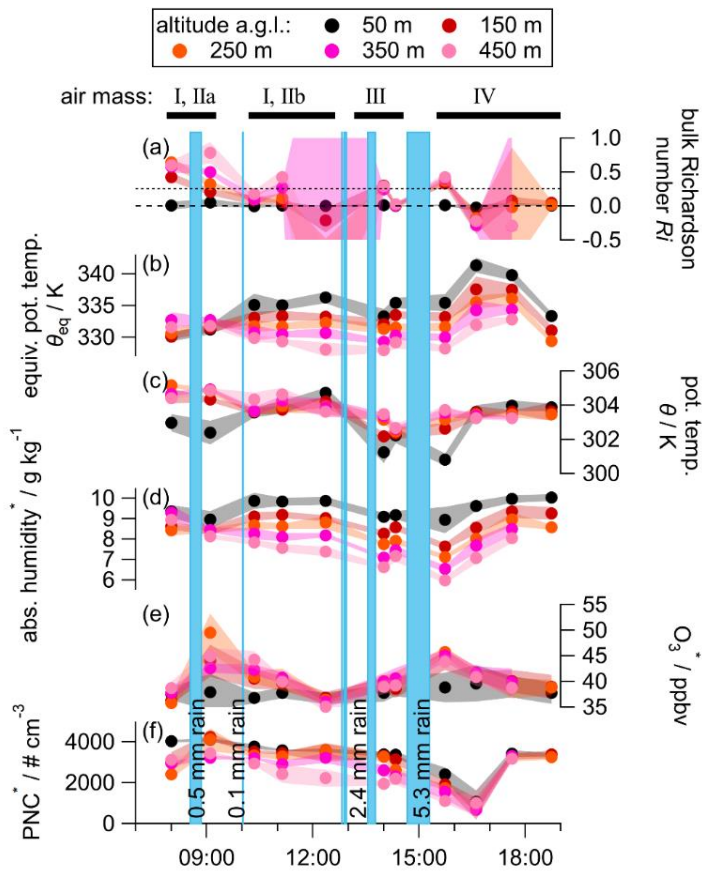 altitude a.g.l.: 50 m 150 m
250 m 350 m 450 m
air mass: I, IIa I, IIb III IV
(a)
1.0
0.5
0.0
-0.5
bulk Richardson
number Ri
(b)
340
335
330
equiv. pot. temp.
θeq / K
(c)
306
304
302
300
pot. temp.
θ / K
(d)
10
9
8
7
6
abs. humidity* / g kg-1
(e)
55
50
45
40
35
O3* / ppbv
(f)
4000
2000
0
PNC* / # cm-3
0.5 mm rain
0.1 mm rain
2.4 mm rain
5.3 mm rain
09:00 12:00 15:00 18:00